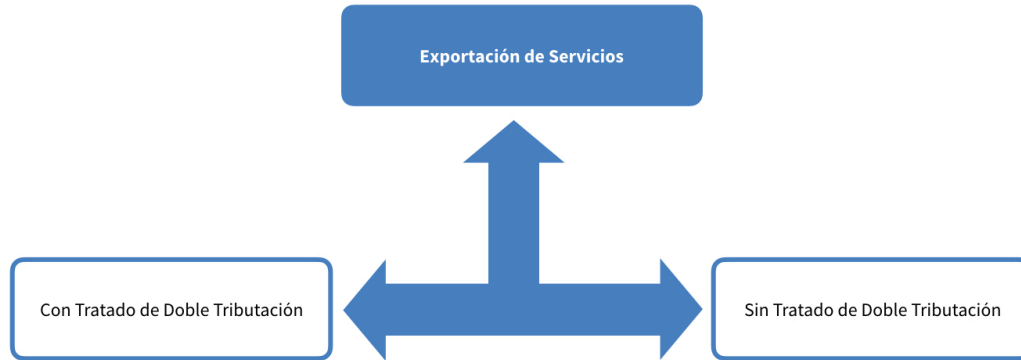 Exportación de Servicios
Con Tratado de Doble Tributación
Sin Tratado de Doble Tributación